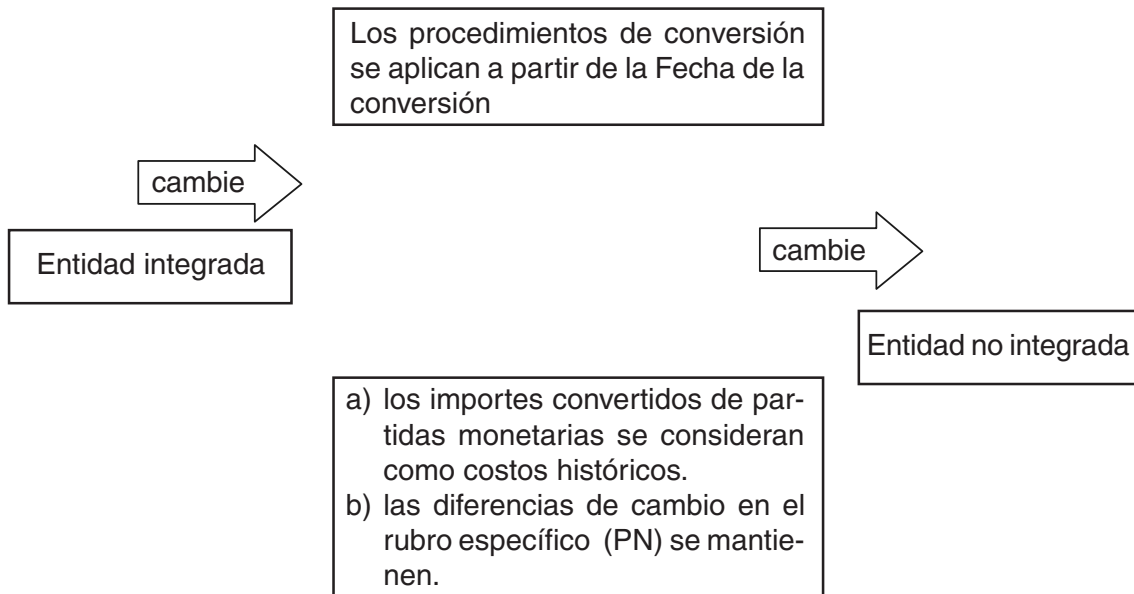 Los procedimientos de conversión
se aplican a partir de la Fecha de la
conversión
cambie
Entidad integrada
cambie
Entidad no integrada
a) los importes convertidos de par-
tidas monetarias se consideran
como costos históricos.
b) las diferencias de cambio en el
rubro específico (PN) se mantie-
nen.